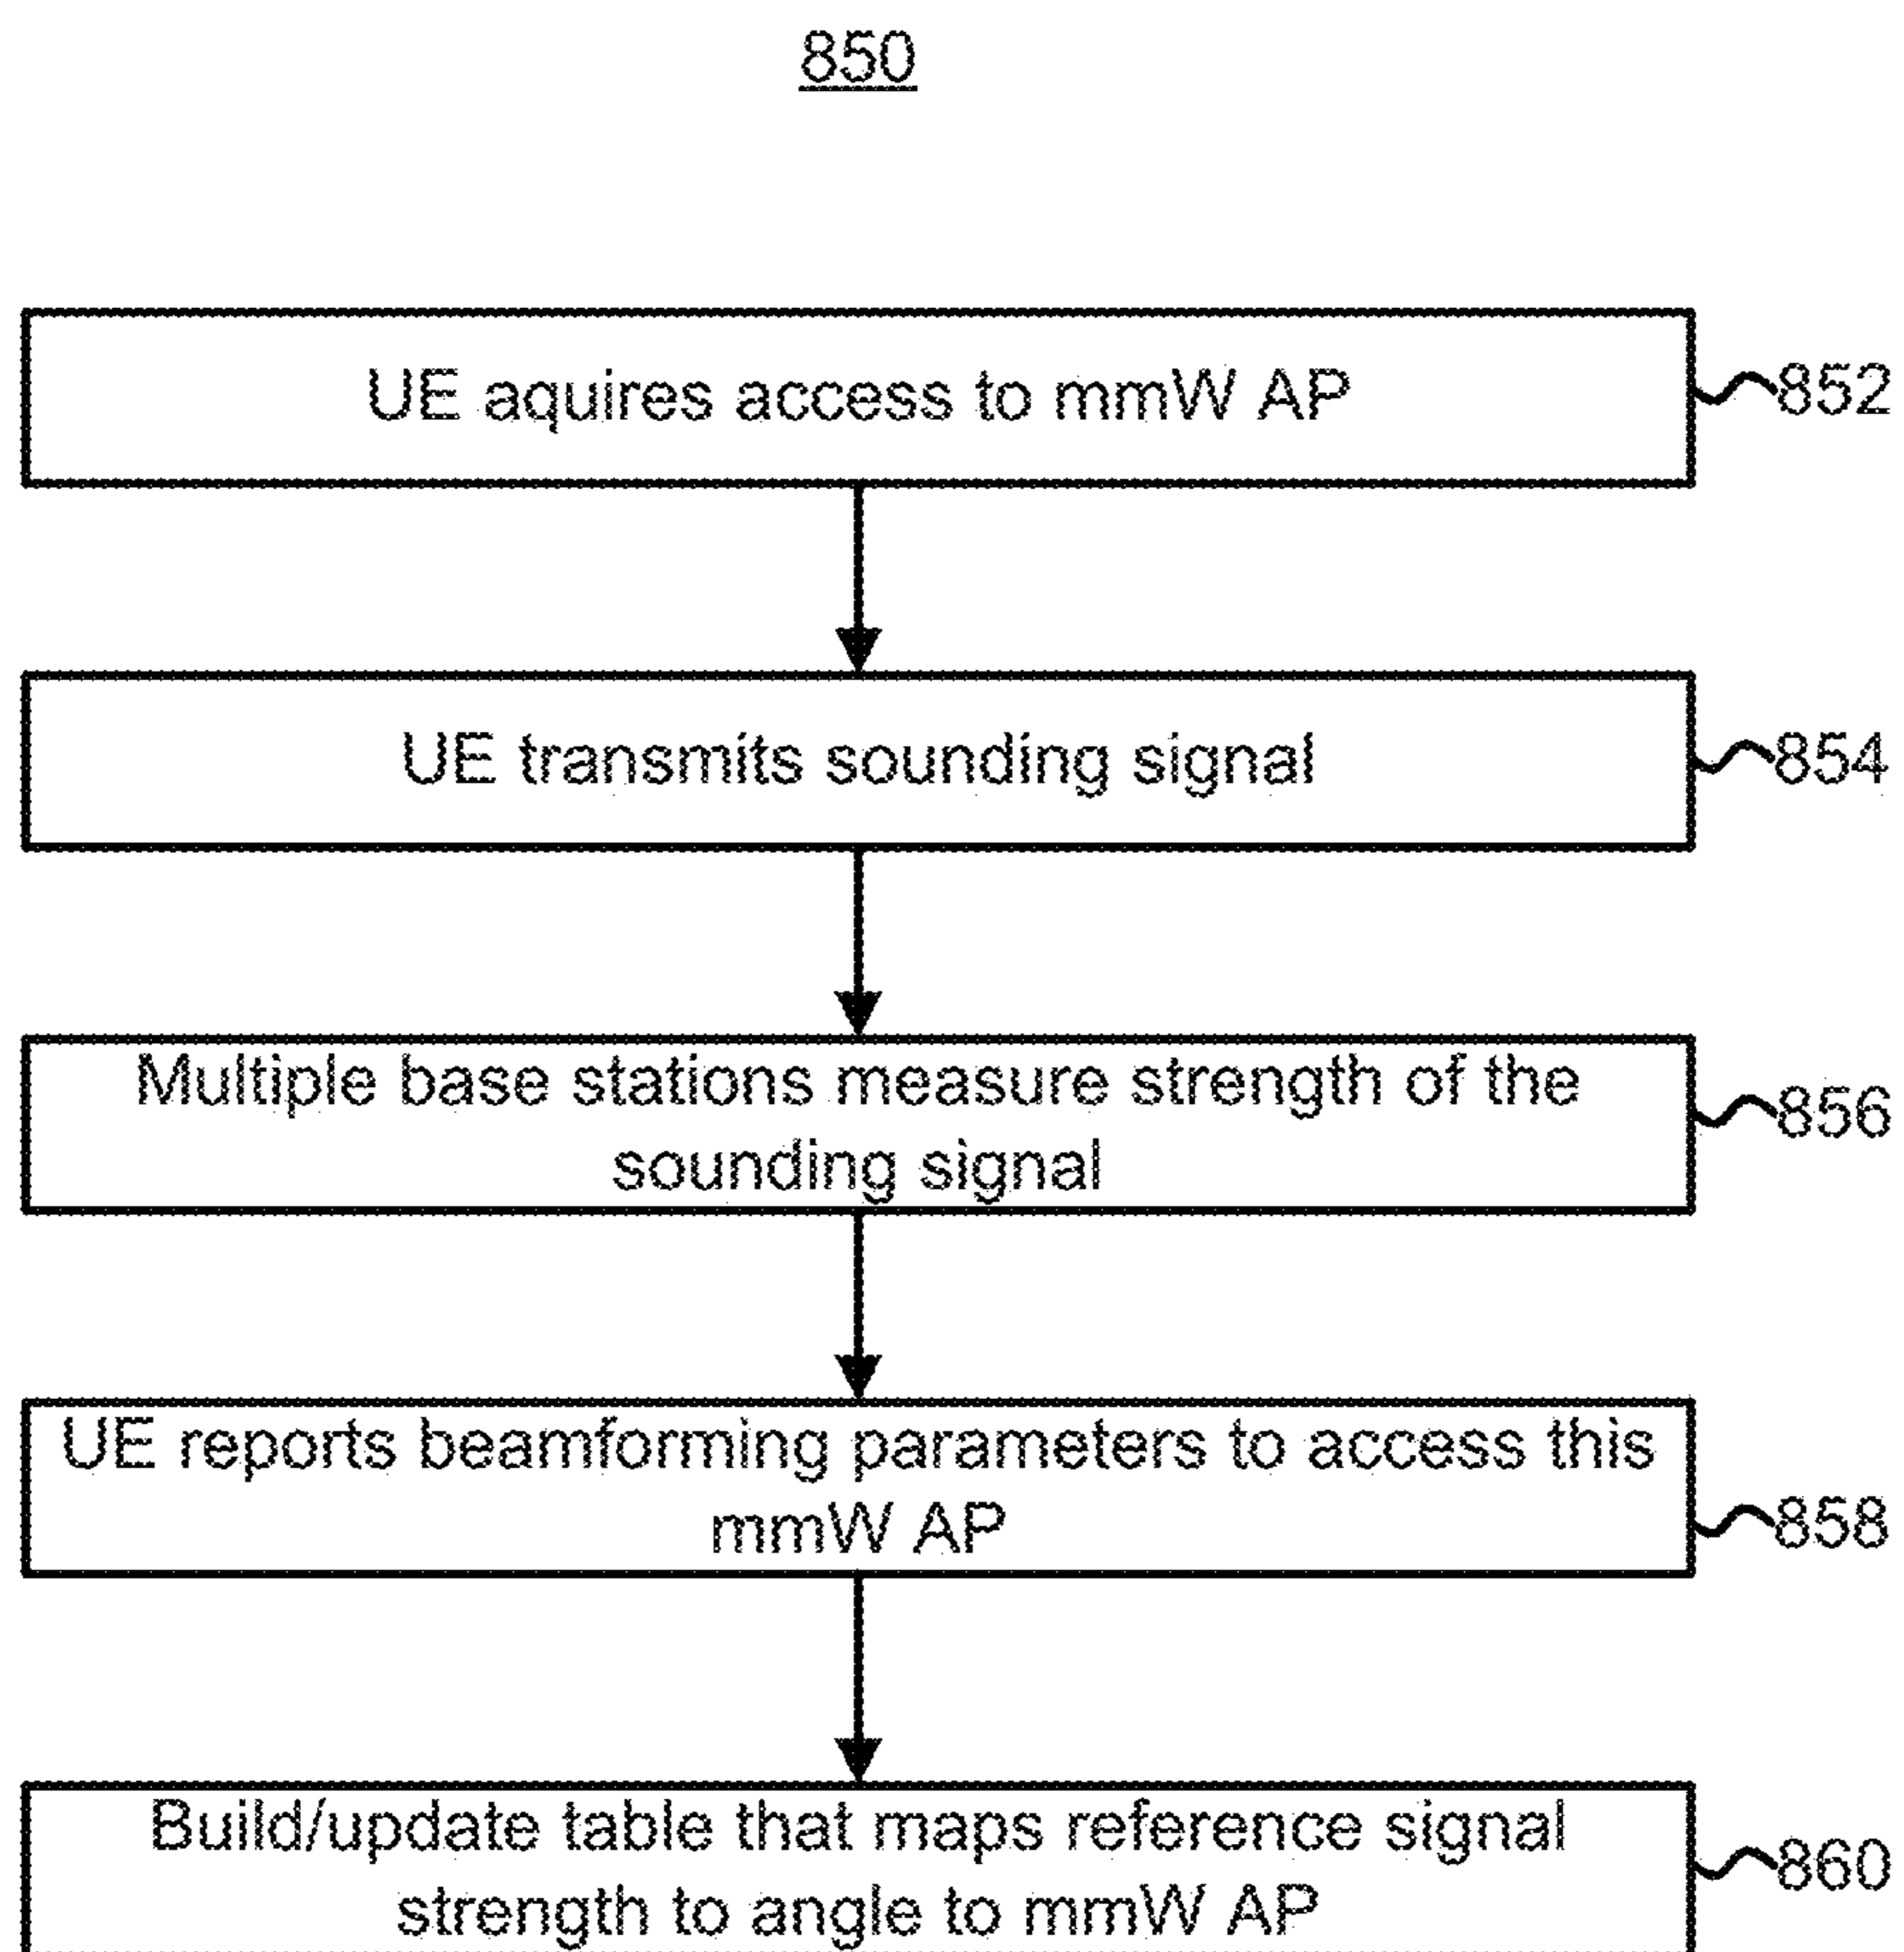 850
UE aquires access to mmW AP
852
UE transmits sounding signal
854
Multiple base stations measure strength of the
sounding signal
856
UE reports beamforming parameters to access this
mmW AP
858
Build/update table that maps reference signal
strength to angle to mmW AP
860